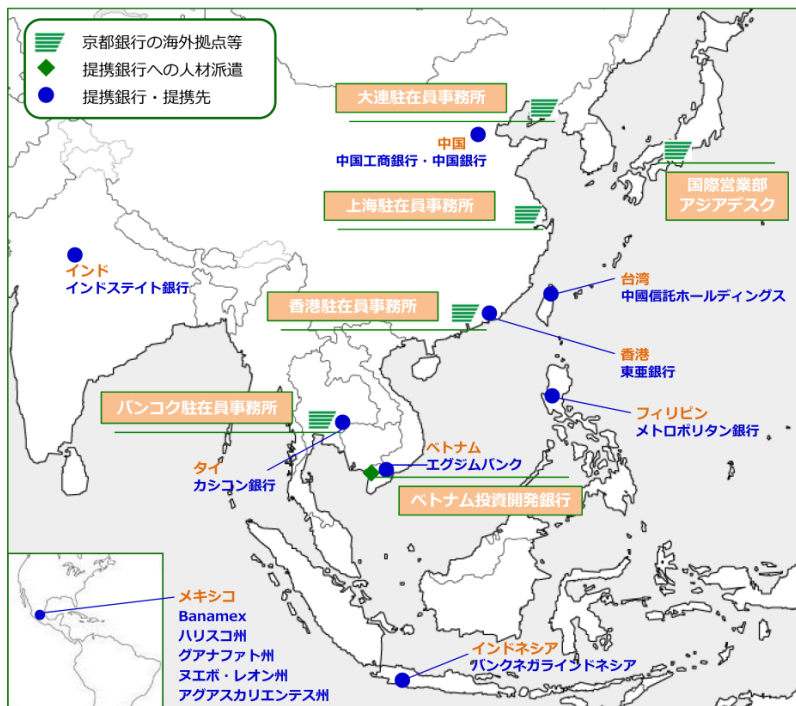 京都銀行の海外拠点等
提携銀行への人材派遣
提携銀行・提携先
大連駐在員事務所
中国
中国工商銀行・中国銀行
国際営業部
アジアデスク
上海駐在員事務所
インド
インドステイト銀行
台湾
中國信託ホールディングス
香港駐在員事務所
香港
東亜銀行
バンコク駐在員事務所
フィリピン
メトロポリタン銀行
ベトナム
エグジムバンク
タイ
カシコン銀行
ベトナム投資開発銀行
メキシコ
Banamex
ハリスコ州
グアナファト州
ヌエボ・レオン州
アグアスカリエンテス州
インドネシア
バンクネガラインドネシア